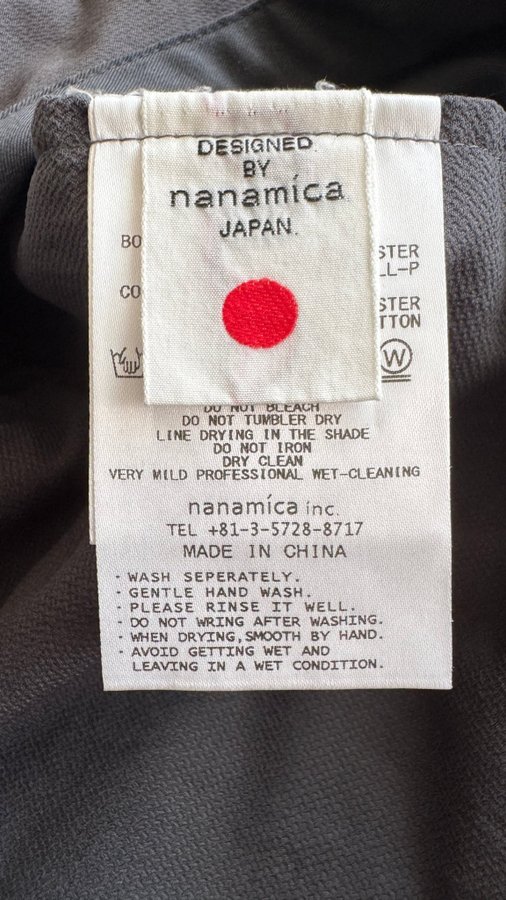 DESIGNED
BY
nanamica
JAPAN.
BO
STER
LL-P
CO
STER
TTON
W
DO NOT BLEACH
DO NOT TUMBLER DRY
LINE DRYING IN THE SHADE
DO NOT IRON
DRY CLEAN
VERY MILD PROFESSIONAL WET-CLEANING
nanamica inc.
TEL +81-3-5728-8717
MADE IN CHINA
· WASH SEPERATELY.
· GENTLE HAND WASH.
· PLEASE RINSE IT WELL.
· DO NOT WRING AFTER WASHING.
· WHEN DRYING,SMOOTH BY HAND.
· AVOID GETTING WET AND
LEAVING IN A WET CONDITION.